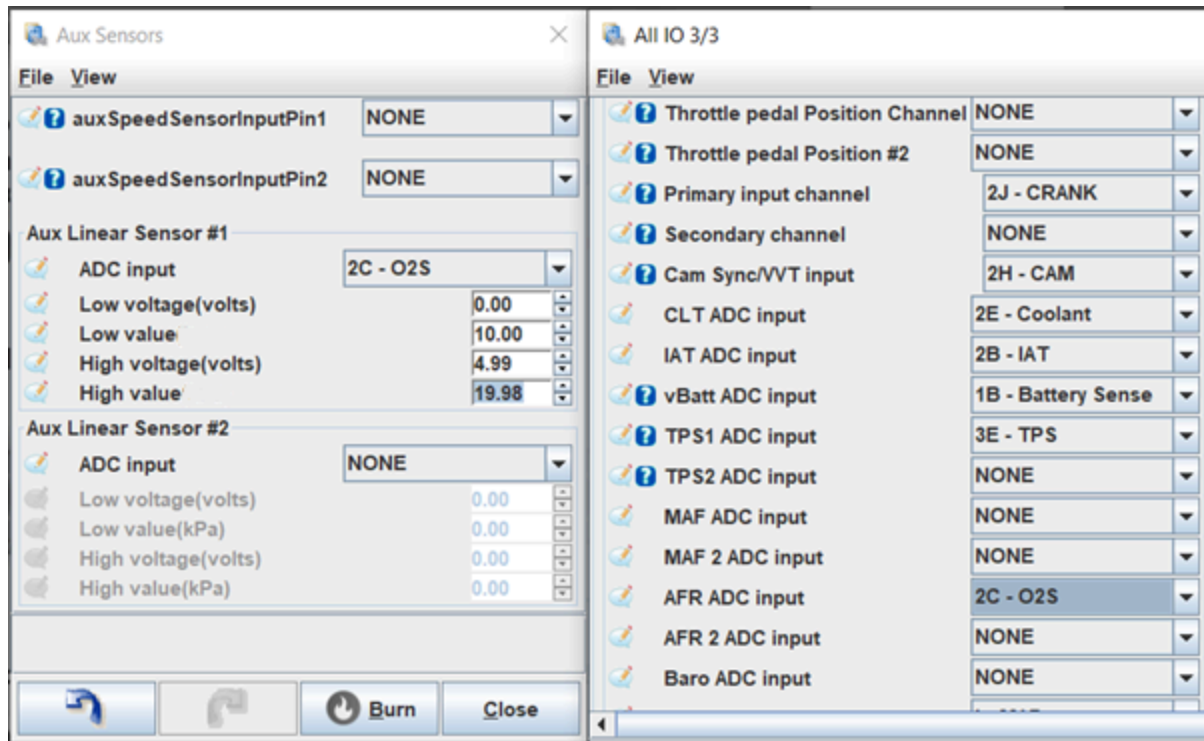 Aux Sensors
File View
auxSpeedSensorInputPin1 NONE
auxSpeedSensorInputPin2 NONE
Aux Linear Sensor #1
ADC input 2C - O2S
Low voltage(volts) 0.00
Low value 10.00
High voltage(volts) 4.99
High value 19.98
Aux Linear Sensor #2
ADC input NONE
Low voltage(volts) 0.00
Low value(kPa) 0.00
High voltage(volts) 0.00
High value(kPa) 0.00
Burn Close
All IO 3/3
File View
Throttle pedal Position Channel NONE
Throttle pedal Position #2 NONE
Primary input channel 2J - CRANK
Secondary channel NONE
Cam Sync/VVT input 2H - CAM
CLT ADC input 2E - Coolant
IAT ADC input 2B - IAT
vBatt ADC input 1B - Battery Sense
TPS1 ADC input 3E - TPS
TPS2 ADC input NONE
MAF ADC input NONE
MAF 2 ADC input NONE
AFR ADC input 2C - O2S
AFR 2 ADC input NONE
Baro ADC input NONE